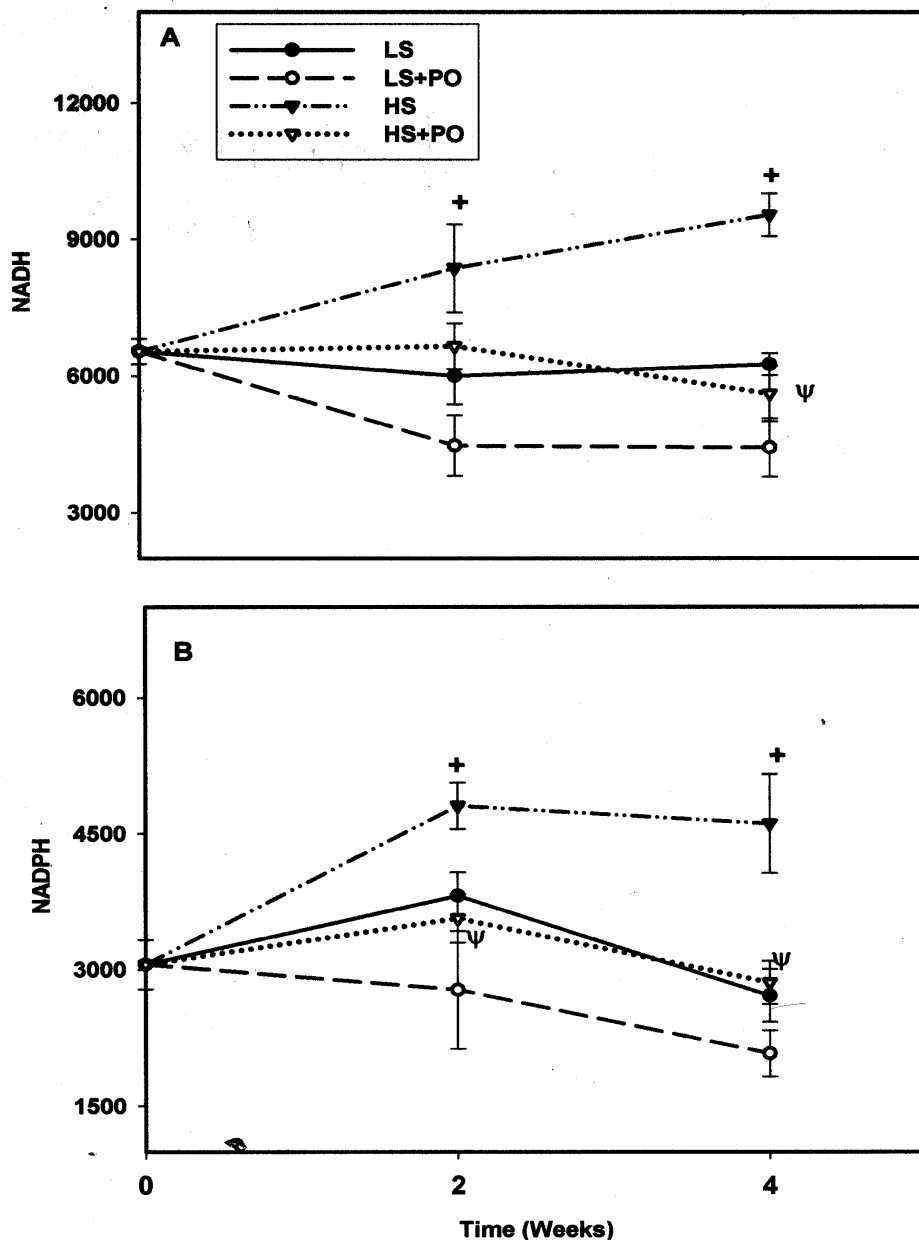 A
LS
LS+PO
HS
HS+PO
12000
9000
6000
3000
NADH
+
+
Ψ
B
6000
4500
3000
1500
NADPH
+
+
Ψ
Ψ
0 2 4
Time (Weeks)